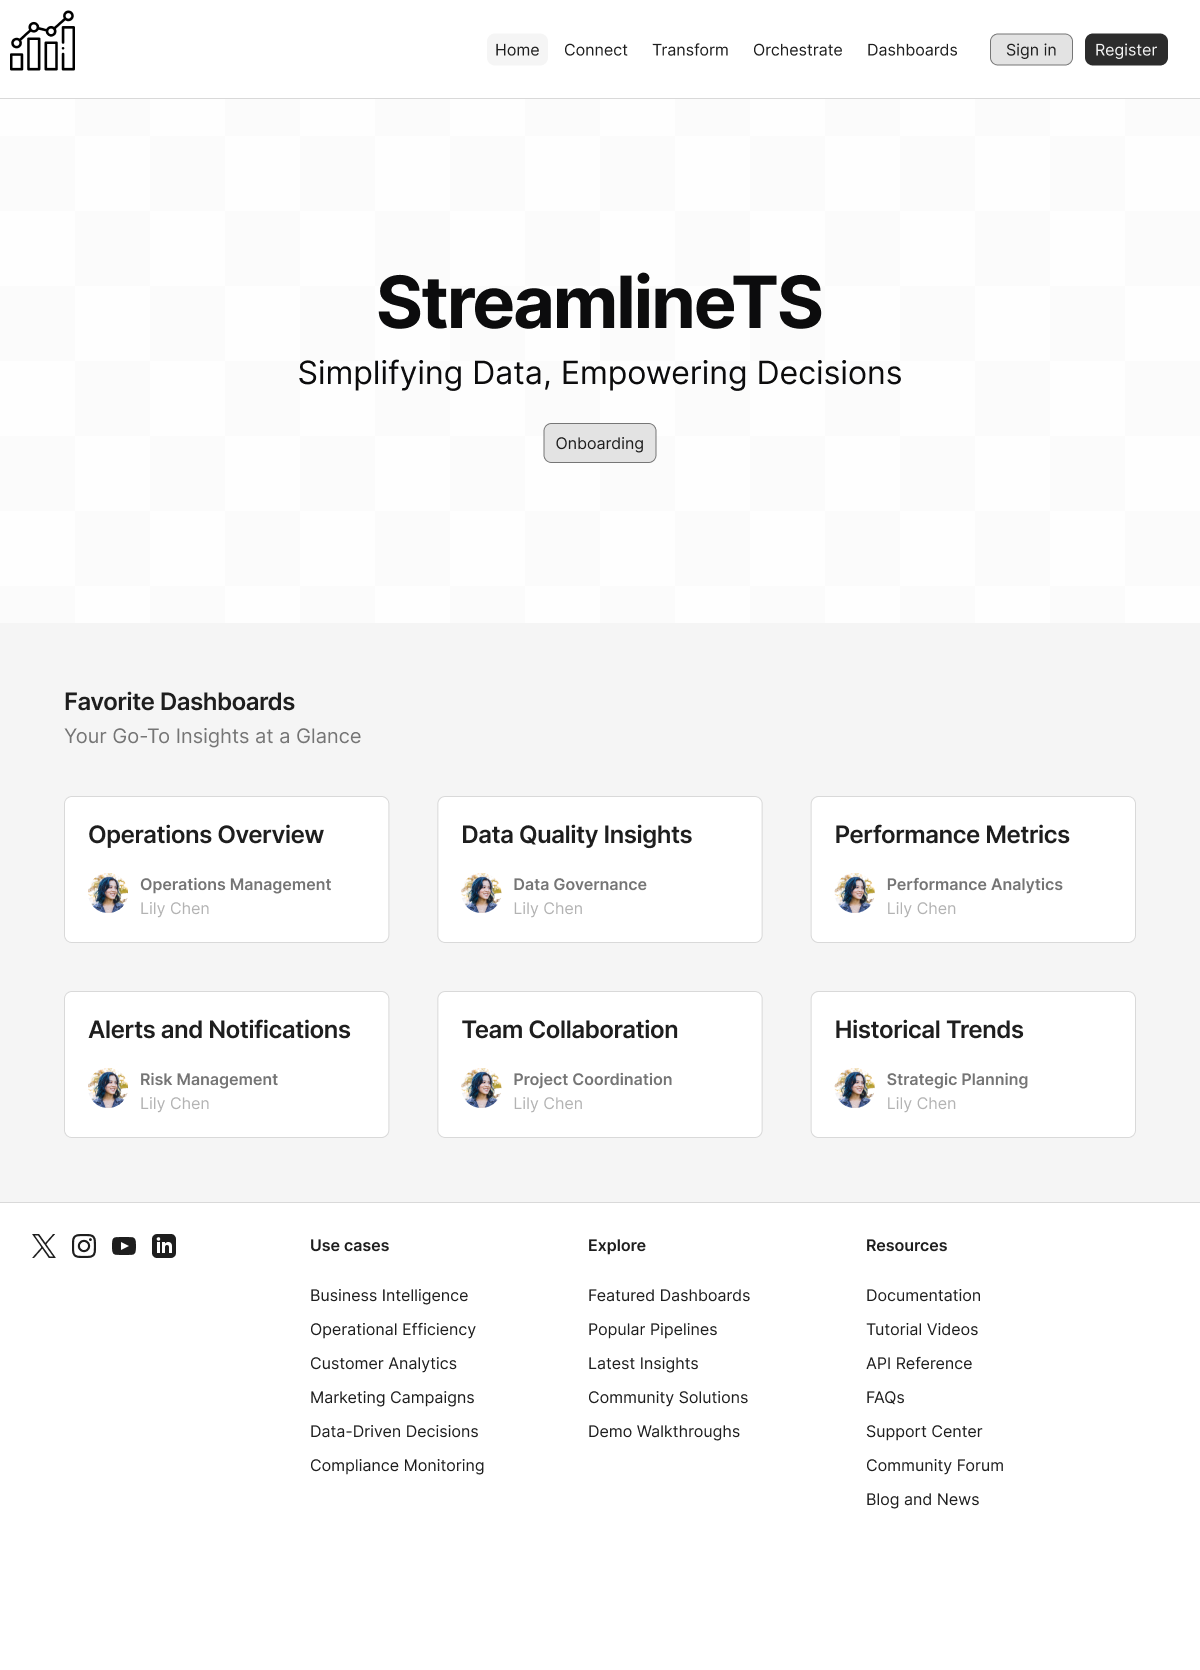 Home Connect Transform Orchestrate Dashboards Sign in Register
StreamlineTS
Simplifying Data, Empowering Decisions
Onboarding
Favorite Dashboards
Your Go-To Insights at a Glance
Operations Overview
Operations Management
Lily Chen
Data Quality Insights
Data Governance
Lily Chen
Performance Metrics
Performance Analytics
Lily Chen
Alerts and Notifications
Risk Management
Lily Chen
Team Collaboration
Project Coordination
Lily Chen
Historical Trends
Strategic Planning
Lily Chen
Use cases
Business Intelligence
Operational Efficiency
Customer Analytics
Marketing Campaigns
Data-Driven Decisions
Compliance Monitoring
Explore
Featured Dashboards
Popular Pipelines
Latest Insights
Community Solutions
Demo Walkthroughs
Resources
Documentation
Tutorial Videos
API Reference
FAQs
Support Center
Community Forum
Blog and News